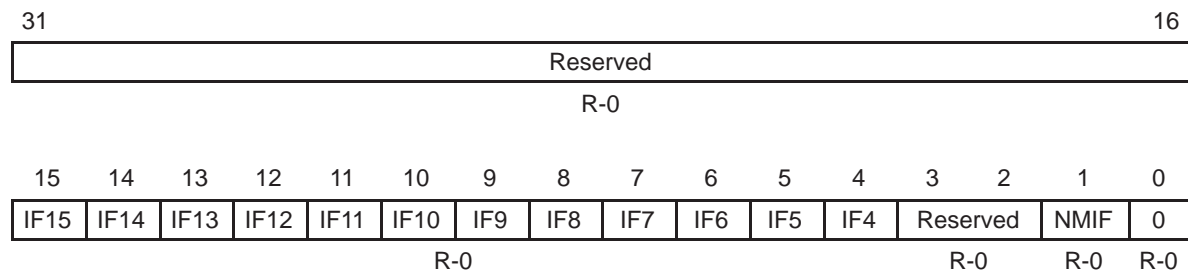 31 16
Reserved
R-0
15 14 13 12 11 10 9 8 7 6 5 4 3 2 1 0
IF15 IF14 IF13 IF12 IF11 IF10 IF9 IF8 IF7 IF6 IF5 IF4 Reserved NMIF 0
R-0 R-0 R-0 R-0